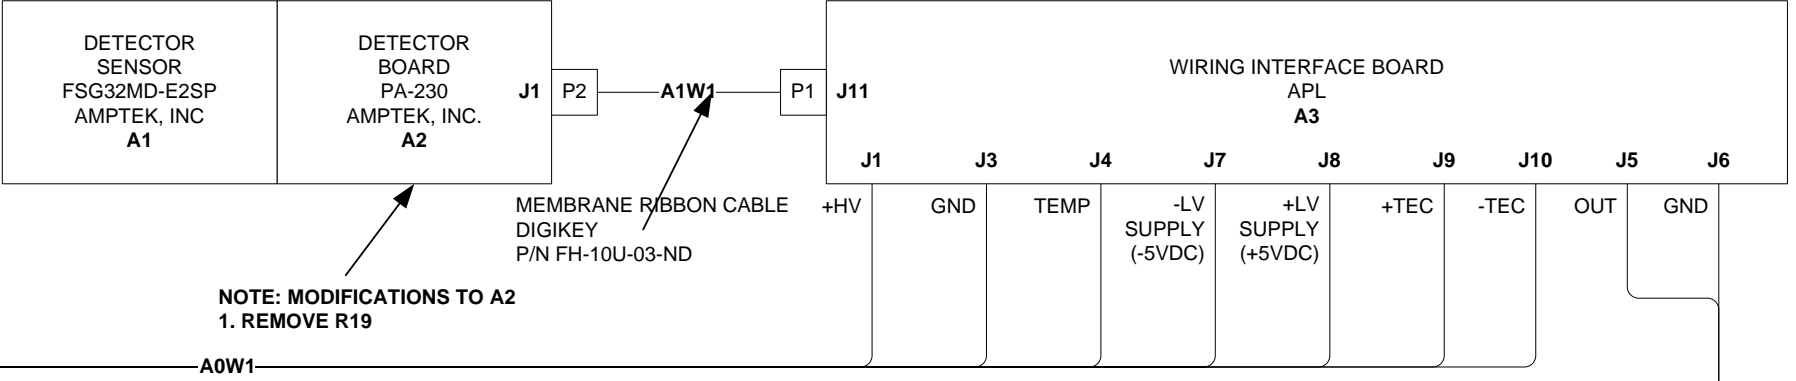 DETECTOR
SENSOR
FSG32MD-E2SP
AMPTEK, INC
A1
DETECTOR
BOARD
PA-230
AMPTEK, INC.
A2
J1
P2
A1W1
P1
J11
WIRING INTERFACE BOARD
APL
A3
J1
J3
J4
J7
J8
J9
J10
J5
J6
MEMBRANE RIBBON CABLE
DIGIKEY
P/N FH-10U-03-ND
+HV
GND
TEMP
-LV
SUPPLY
(-5VDC)
+LV
SUPPLY
(+5VDC)
+TEC
-TEC
OUT
GND
NOTE: MODIFICATIONS TO A2
1. REMOVE R19
A0W1